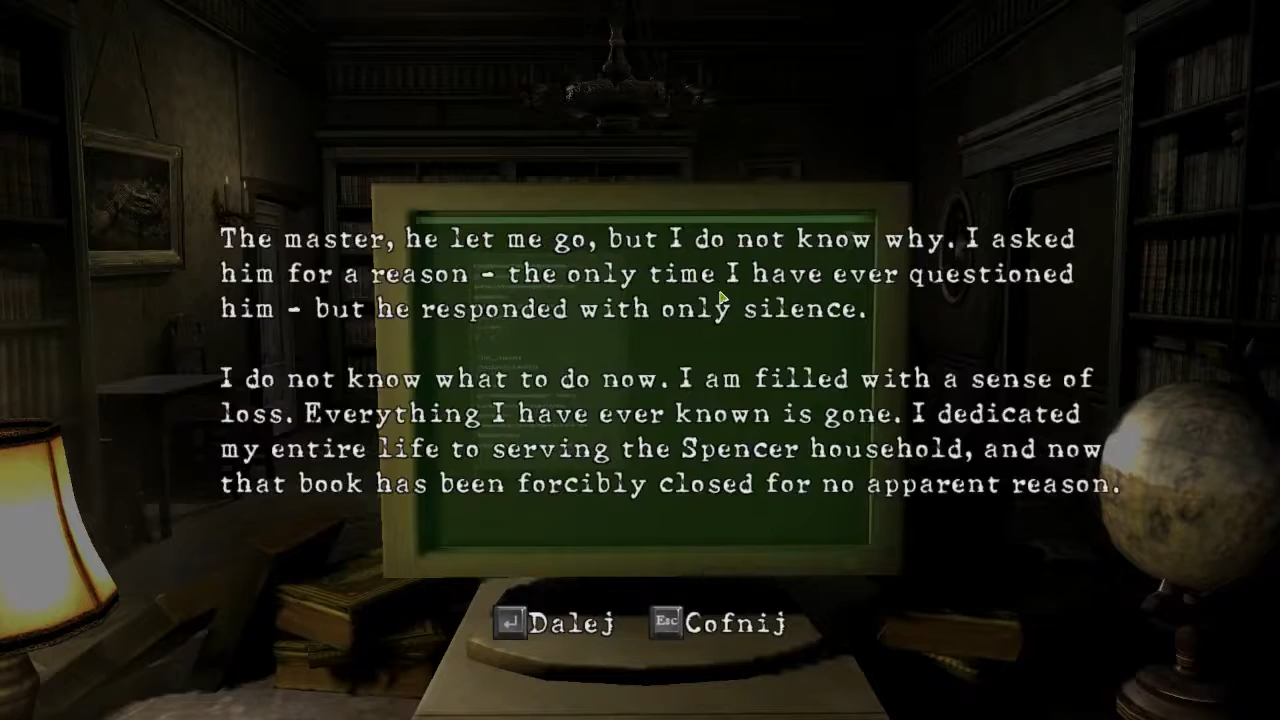 The master, he let me go, but I do not know why. I asked
him for a reason - the only time I have ever questioned
him - but he responded with only silence.
I do not know what to do now. I am filled with a sense of
loss. Everything I have ever known is gone. I dedicated
my entire life to serving the Spencer household, and now
that book has been forcibly closed for no apparent reason.
Dalej Esc Cofnij